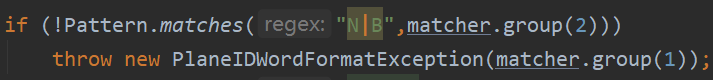 if (!Pattern.matches( regex: "N|B",matcher.group(2)))
throw new PlaneIDWordFormatException(matcher.group(1));